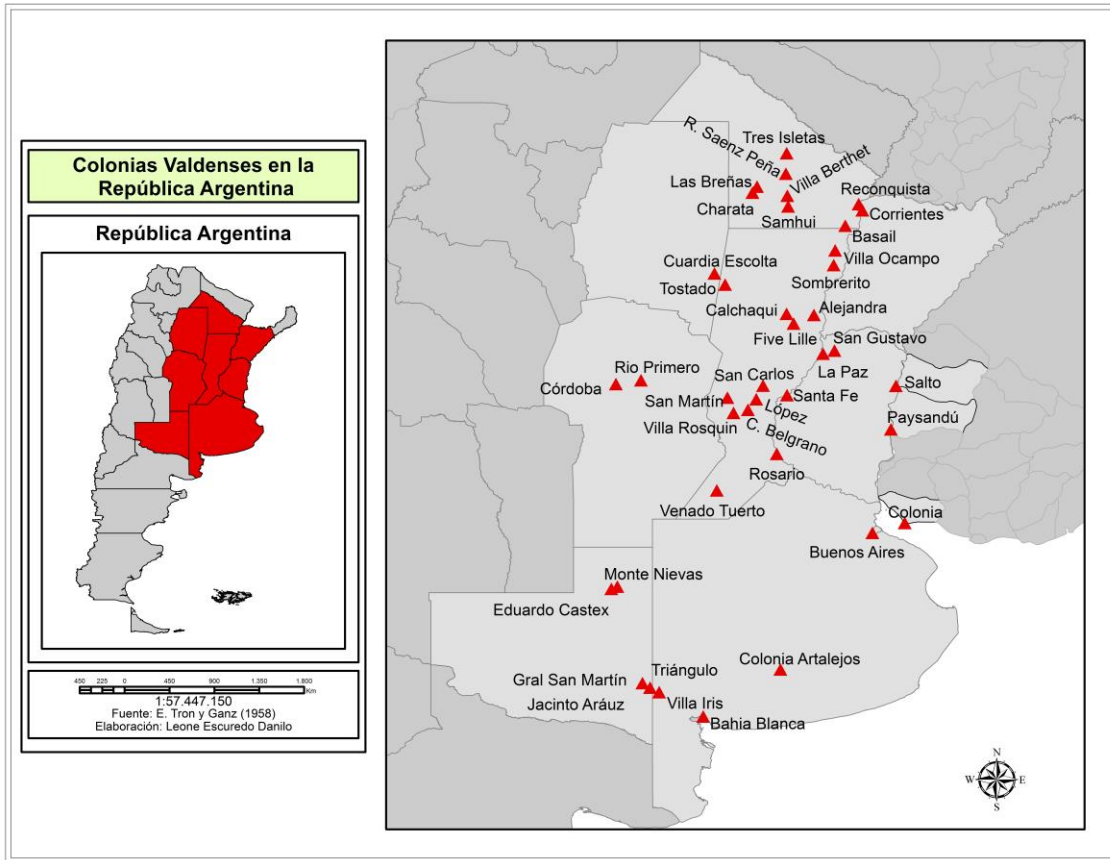 Colonias Valdenses en la
República Argentina
República Argentina
450 225 0 450 900 1.350 1.800
Km
1:57.447.150
Fuente: E. Tron y Ganz (1958)
Elaboración: Leone Escuredo Danilo
Tres Isletas
R. Saenz Peña
Villa Berthet
Las Breñas
Charata
Samhui
Reconquista
Corrientes
Basail
Villa Ocampo
Cuardia Escolta
Sombrerito
Tostado
Calchaqui
Alejandra
Five Lille
San Gustavo
La Paz
Rio Primero
San Carlos
Salto
Córdoba
San Martín
López
Santa Fe
Villa Rosquin
C. Belgrano
Paysandú
Rosario
Venado Tuerto
Colonia
Buenos Aires
Monte Nievas
Eduardo Castex
Colonia Artalejos
Gral San Martín
Triángulo
Jacinto Aráuz
Villa Iris
Bahia Blanca
N
W
E
S